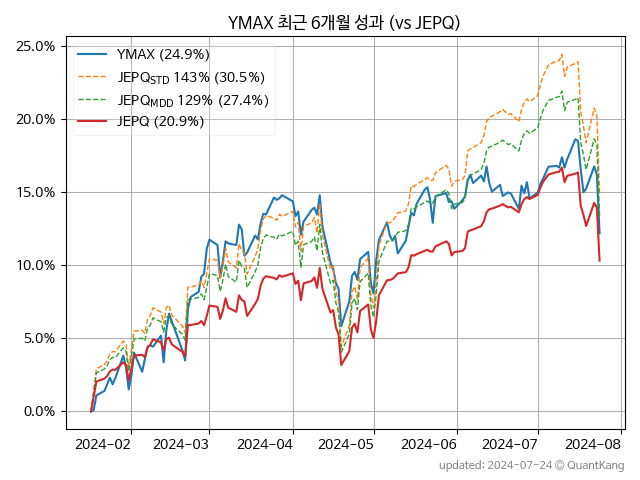 YMAX 최근 6개월 성과 (vs JEPQ)
25.0%
20.0%
15.0%
10.0%
5.0%
0.0%
YMAX (24.9%)
JEPQSTD 143% (30.5%)
JEPQMDD 129% (27.4%)
JEPQ (20.9%)
2024-02 2024-03 2024-04 2024-05 2024-06 2024-07 2024-08
updated: 2024-07-24 @ QuantKang